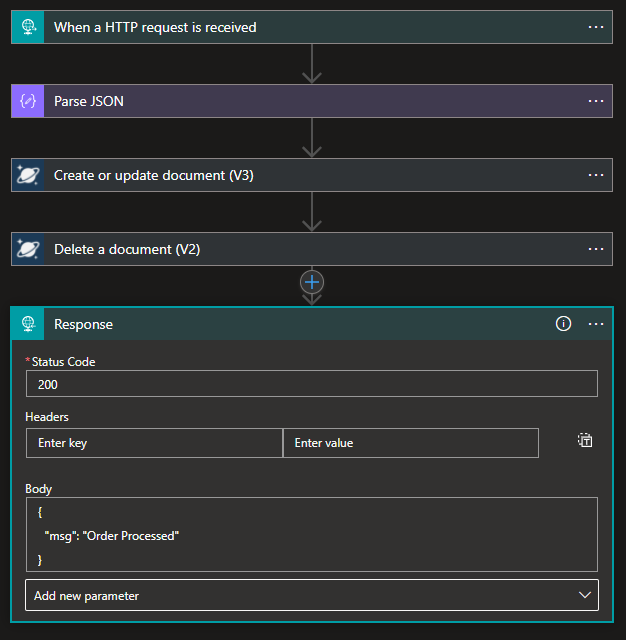 When a HTTP request is received
Parse JSON
Create or update document (V3)
Delete a document (V2)
Response
* Status Code
200
Headers
Enter key Enter value
Body
{
"msg": "Order Processed"
}
Add new parameter